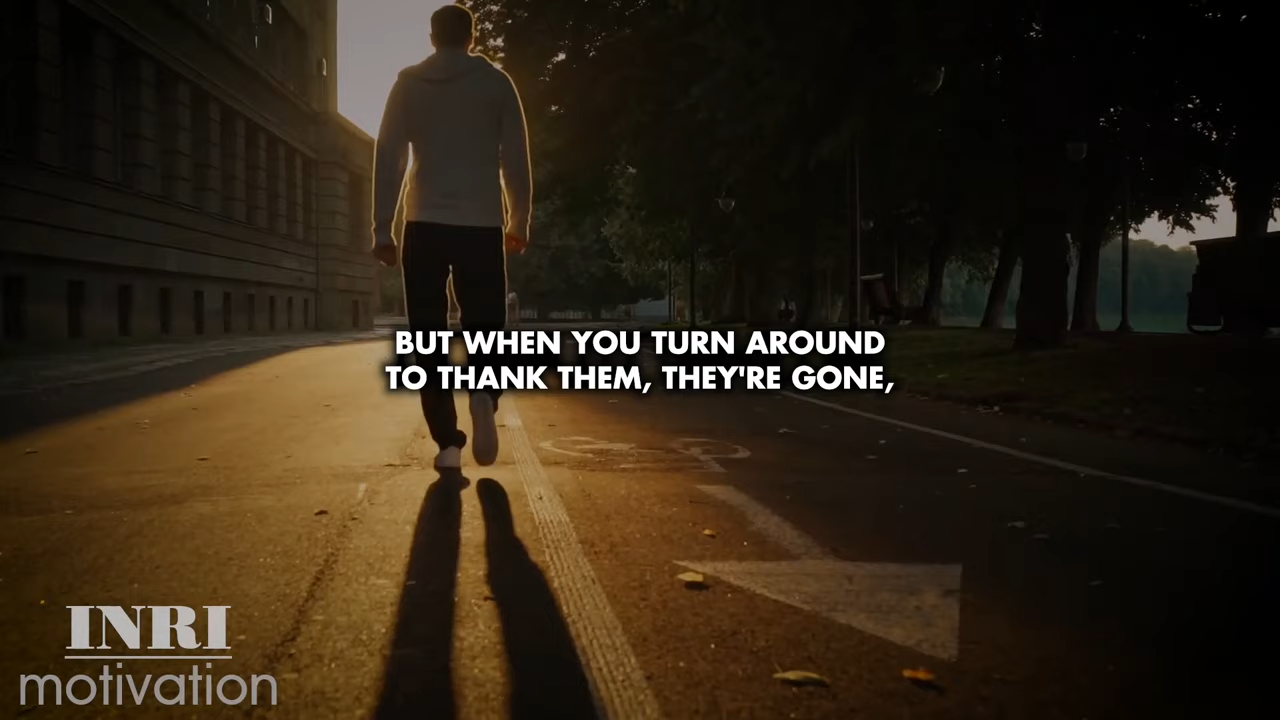 BUT WHEN YOU TURN AROUND
TO THANK THEM, THEY'RE GONE,
INRI
motivation